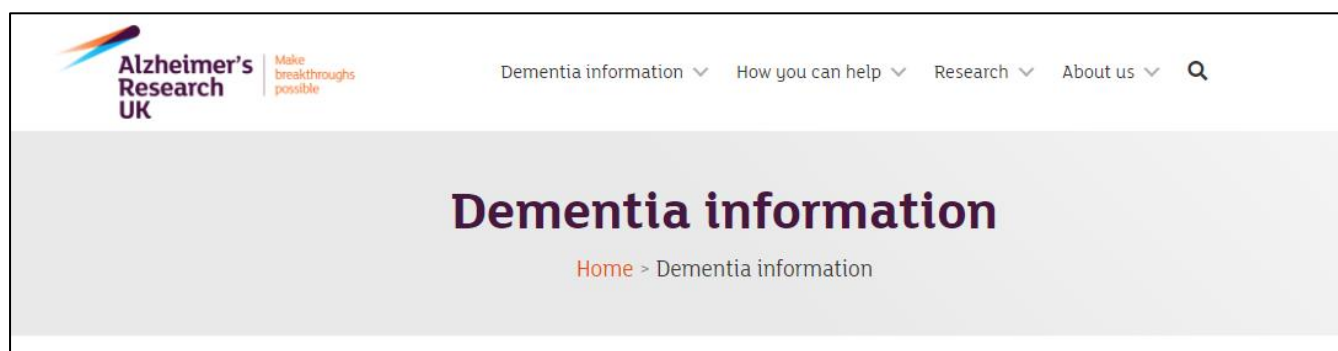 Alzheimer's
Research
UK
Make
breakthroughs
possible
Dementia information How you can help Research About us
Dementia information
Home > Dementia information